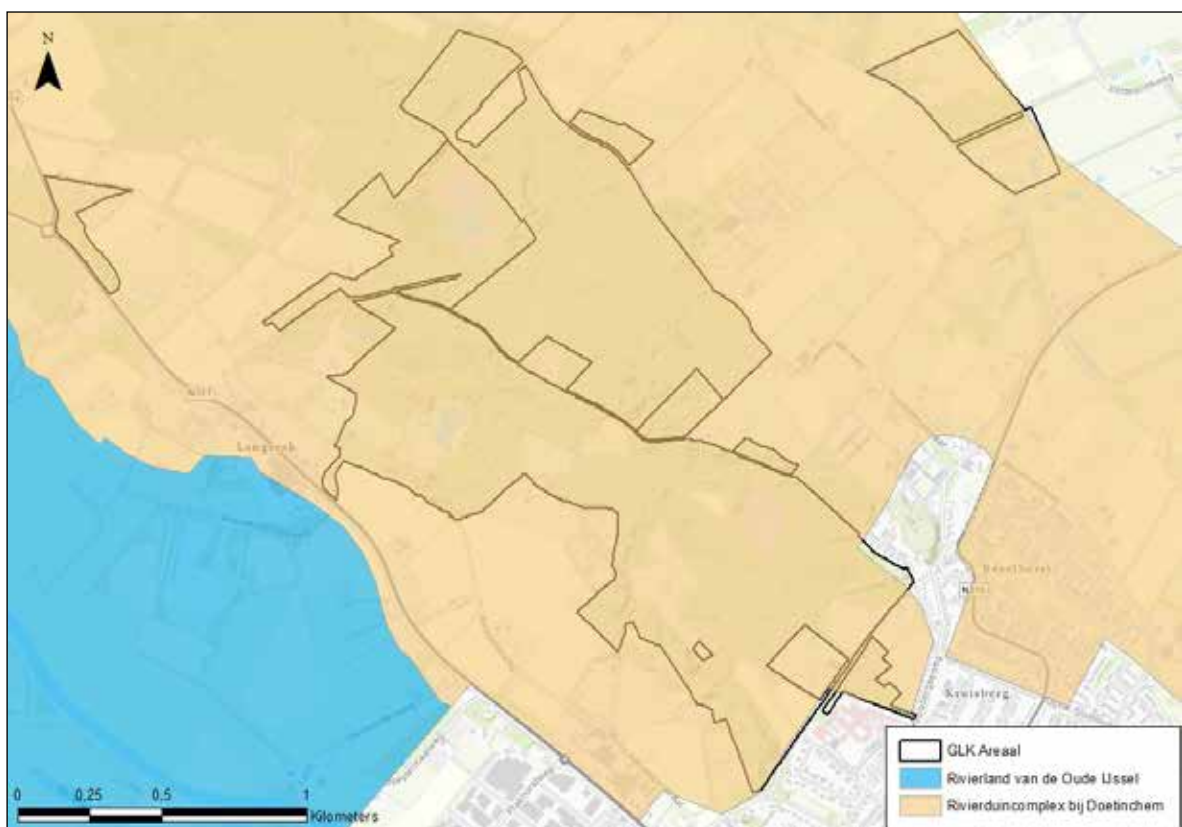 N
Langerak
Kruisberg
GLK Areaal
Rivierland van de Oude IJssel
Rivierduincomplex bij Doetinchem
0 0,25 0,5 1
Kilometers